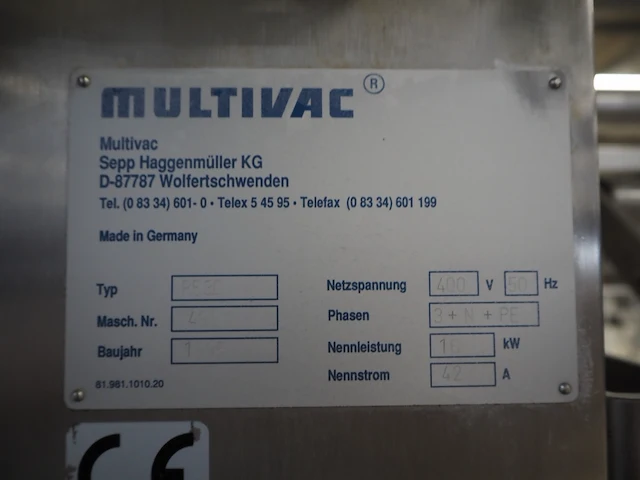 MULTIVAC ®
Multivac
Sepp Haggenmüller KG
D-87787 Wolfertschwenden
Tel. (0 83 34) 601- 0 • Telex 5 45 95 • Telefax (0 83 34) 601 199
Made in Germany
Typ
Masch. Nr.
Baujahr
81.981.1010.20
Netzspannung 400 V 50 Hz
Phasen 3 + N + PE
Nennleistung kW
Nennstrom 42 A
CE